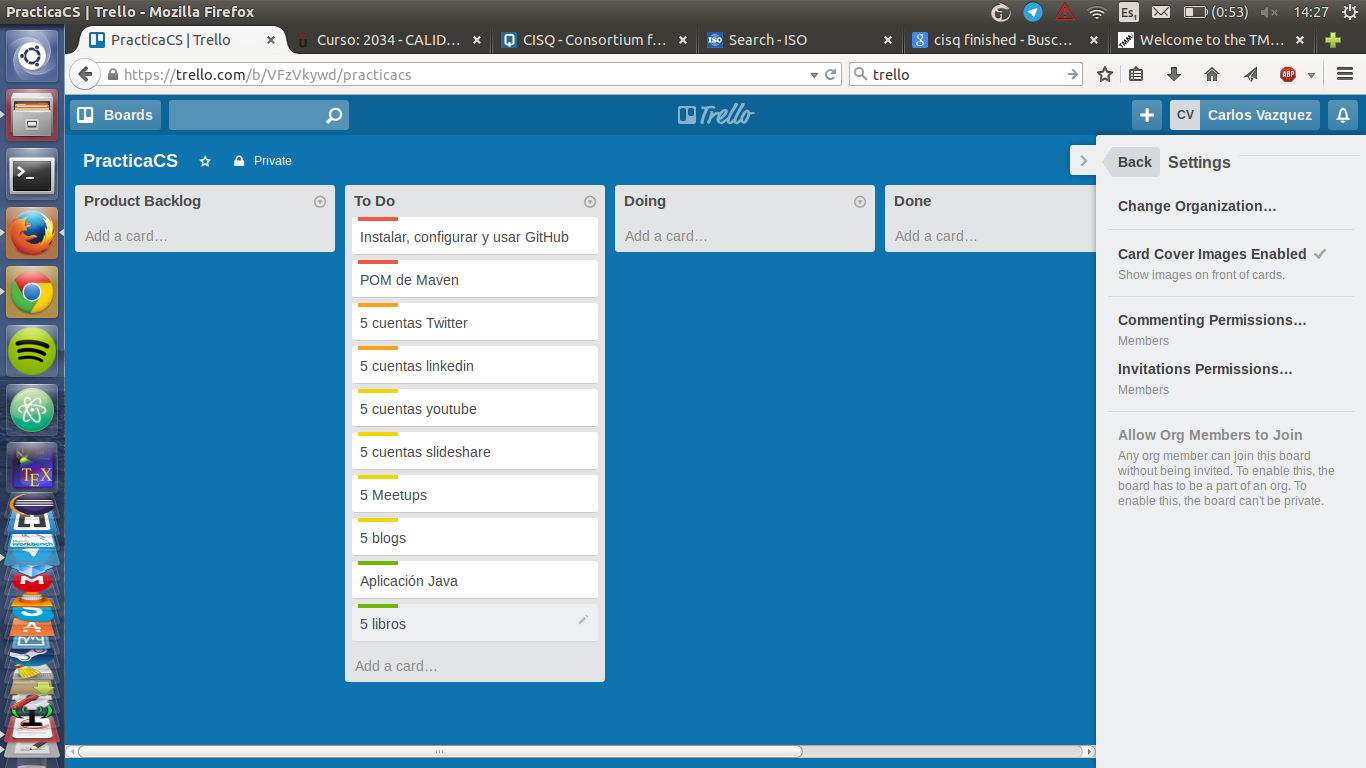 PracticaCS | Trello - Mozilla Firefox
Es1
(0:53)
14:27
PracticaCS | Trello
Curso: 2034 - CALID...
CISQ - Consortium f...
Search - ISO
cisq finished - Busc...
Welcome to the TM...
https://trello.com/b/VFzVkywd/practicacs
trello
ABP
Boards
Trello
CV
Carlos Vazquez
PracticaCS
Private
Back
Settings
Product Backlog
Add a card…
To Do
Instalar, configurar y usar GitHub
POM de Maven
5 cuentas Twitter
5 cuentas linkedin
5 cuentas youtube
5 cuentas slideshare
5 Meetups
5 blogs
Aplicación Java
5 libros
Add a card…
Doing
Add a card…
Done
Add a card…
Change Organization…
Card Cover Images Enabled
Show images on front of cards.
Commenting Permissions…
Members
Invitations Permissions…
Members
Allow Org Members to Join
Any org member can join this board
without being invited. To enable this, the
board has to be a part of an org. To
enable this, the board can't be private.
TEX